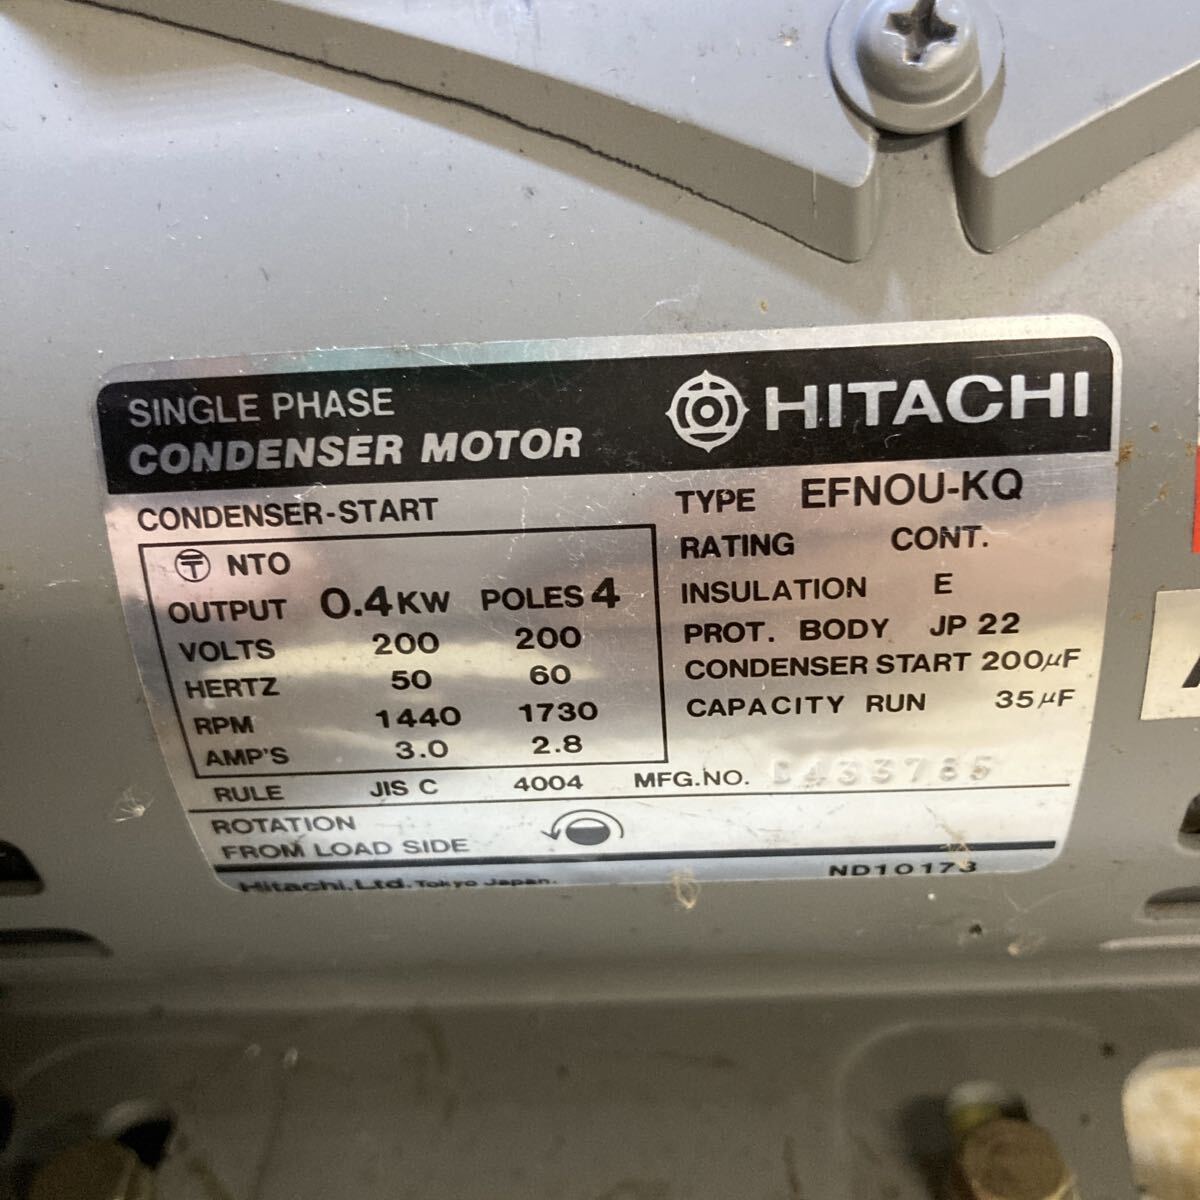 SINGLE PHASE
CONDENSER MOTOR
HITACHI
CONDENSER-START
〒 NTO
OUTPUT 0.4KW POLES 4
VOLTS 200 200
HERTZ 50 60
RPM 1440 1730
AMP'S 3.0 2.8
TYPE EFNOU-KQ
RATING CONT.
INSULATION E
PROT. BODY JP 22
CONDENSER START 200μF
CAPACITY RUN 35μF
RULE JIS C 4004 MFG.NO.
ROTATION
FROM LOAD SIDE
Hitachi, Ltd. Tokyo Japan.
ND10173